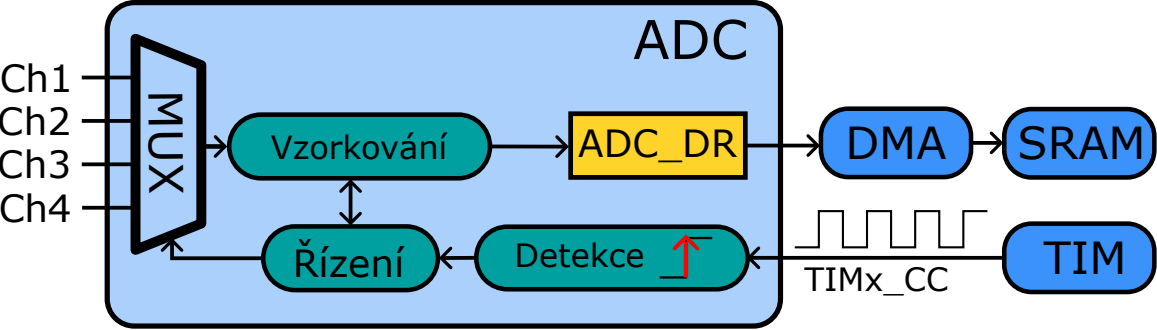 ADC
Ch1
Ch2
Ch3
Ch4
MUX
Vzorkování
ADC_DR
DMA
SRAM
Řízení
Detekce
TIMx_CC
TIM